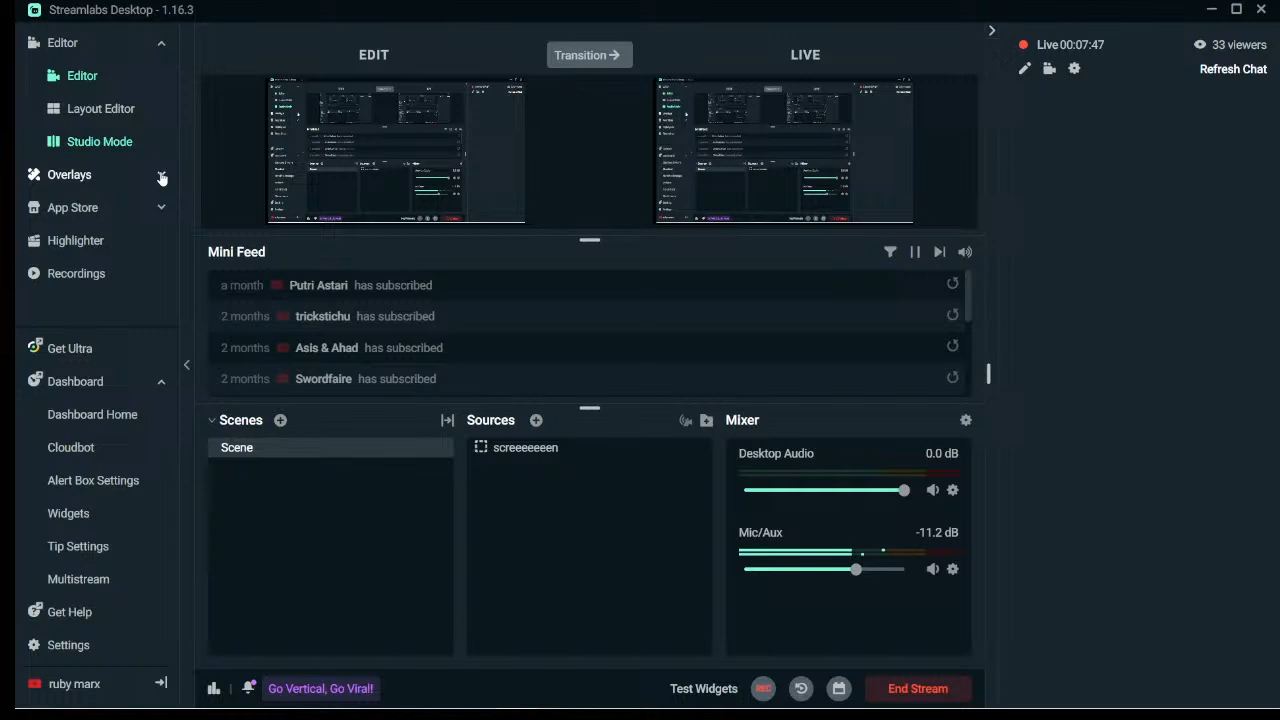 Streamlabs Desktop - 1.16.3
Editor
Editor
Layout Editor
Studio Mode
Overlays
App Store
Highlighter
Recordings
Get Ultra
Dashboard
Dashboard Home
Cloudbot
Alert Box Settings
Widgets
Tip Settings
Multistream
Get Help
Settings
ruby marx
EDIT
Transition
LIVE
Mini Feed
a month Putri Astari has subscribed
2 months trickstichu has subscribed
2 months Asis & Ahad has subscribed
2 months Swordfaire has subscribed
Scenes
Scene
Sources
screeeeeeen
Mixer
Desktop Audio 0.0 dB
Mic/Aux -11.2 dB
Go Vertical, Go Viral!
Test Widgets
REC
End Stream
Live 00:07:47
33 viewers
Refresh Chat